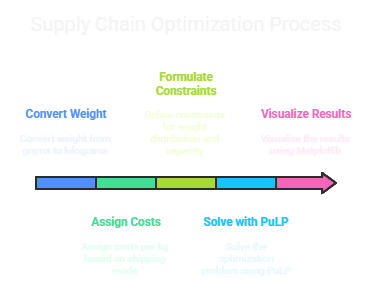 Supply Chain Optimization Process
Convert Weight
Convert weight from
grams to kilograms
Assign Costs
Assign costs per kg
based on shipping
mode
Formulate
Constraints
Define constraints
for weight
distribution and
capacity
Solve with PuLP
Solve the
optimization
problem using PuLP
Visualize Results
Visualize the results
using Matplotlib